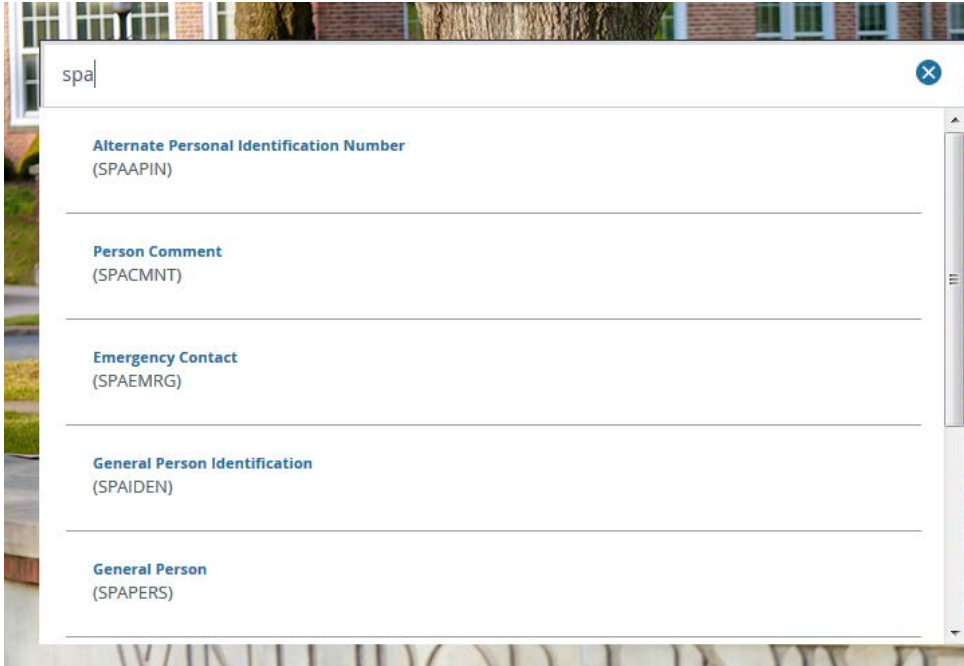 spa
Alternate Personal Identification Number
(SPAAPIN)
Person Comment
(SPACMNT)
Emergency Contact
(SPAEMRG)
General Person Identification
(SPAIDEN)
General Person
(SPAPERS)